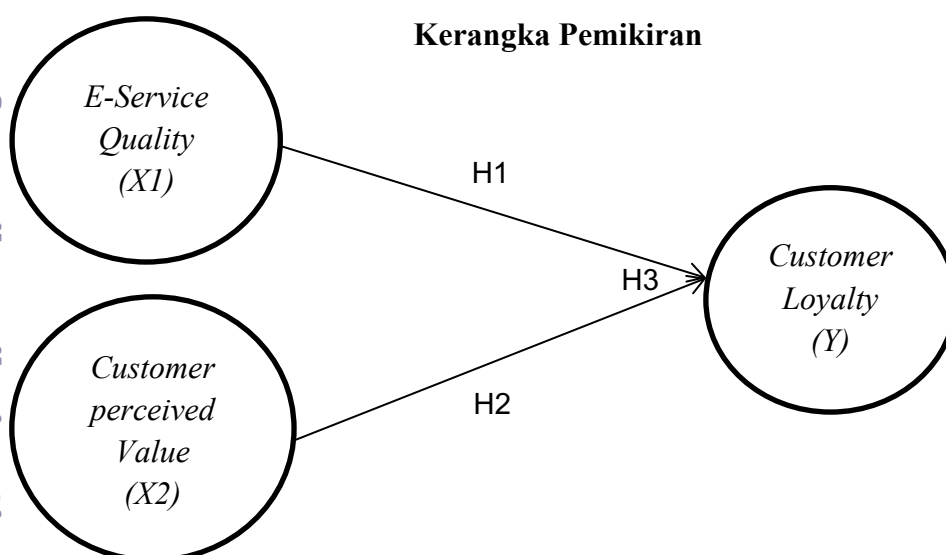 Kerangka Pemikiran
E-Service
Quality
(X1)
H1
Customer
Loyalty
(Y)
H3
Customer
perceived
Value
(X2)
H2